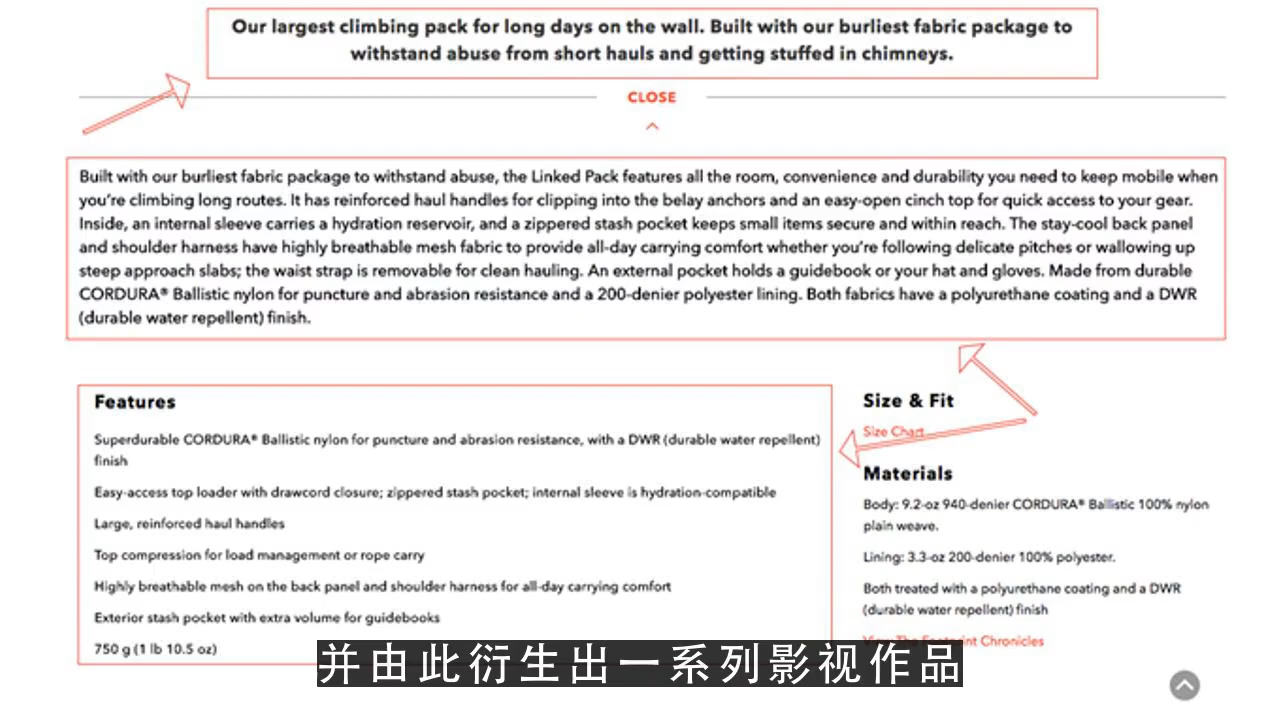 Our largest climbing pack for long days on the wall. Built with our burliest fabric package to
withstand abuse from short hauls and getting stuffed in chimneys.
CLOSE
Built with our burliest fabric package to withstand abuse, the Linked Pack features all the room, convenience and durability you need to keep mobile when
you're climbing long routes. It has reinforced haul handles for clipping into the belay anchors and an easy-open cinch top for quick access to your gear.
Inside, an internal sleeve carries a hydration reservoir, and a zippered stash pocket keeps small items secure and within reach. The stay-cool back panel
and shoulder harness have highly breathable mesh fabric to provide all-day carrying comfort whether you're following delicate pitches or wallowing up
steep approach slabs; the waist strap is removable for clean hauling. An external pocket holds a guidebook or your hat and gloves. Made from durable
CORDURA® Ballistic nylon for puncture and abrasion resistance and a 200-denier polyester lining. Both fabrics have a polyurethane coating and a DWR
(durable water repellent) finish.
Features
Superdurable CORDURA® Ballistic nylon for puncture and abrasion resistance, with a DWR (durable water repellent)
finish
Easy-access top loader with drawcord closure; zippered stash pocket; internal sleeve is hydration-compatible
Large, reinforced haul handles
Top compression for load management or rope carry
Highly breathable mesh on the back panel and shoulder harness for all-day carrying comfort
Exterior stash pocket with extra volume for guidebooks
750 g (1 lb 10.5 oz)
Size & Fit
Size Chart
Materials
Body: 9.2-oz 940-denier CORDURA® Ballistic 100% nylon
plain weave.
Lining: 3.3-oz 200-denier 100% polyester.
Both treated with a polyurethane coating and a DWR
(durable water repellent) finish
View The Footprint Chronicles
并由此衍生出一系列影视作品